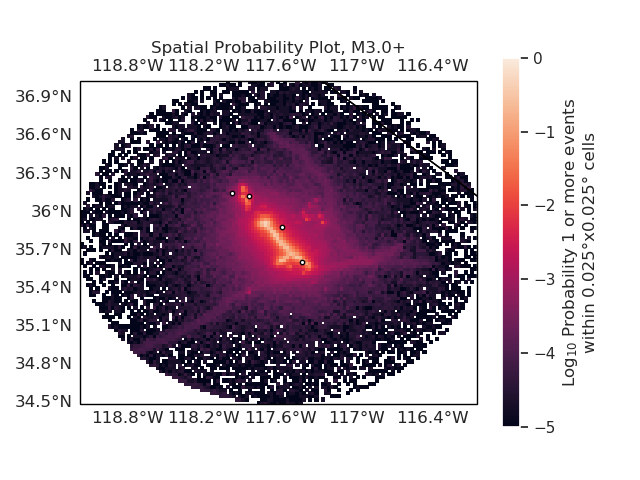 Spatial Probability Plot, M3.0+
118.8°W 118.2°W 117.6°W 117°W 116.4°W
36.9°N
36.6°N
36.3°N
36°N
35.7°N
35.4°N
35.1°N
34.8°N
34.5°N
118.8°W 118.2°W 117.6°W 117°W 116.4°W
0
−1
−2
−3
−4
−5
Log₁₀ Probability 1 or more events
within 0.025°x0.025° cells